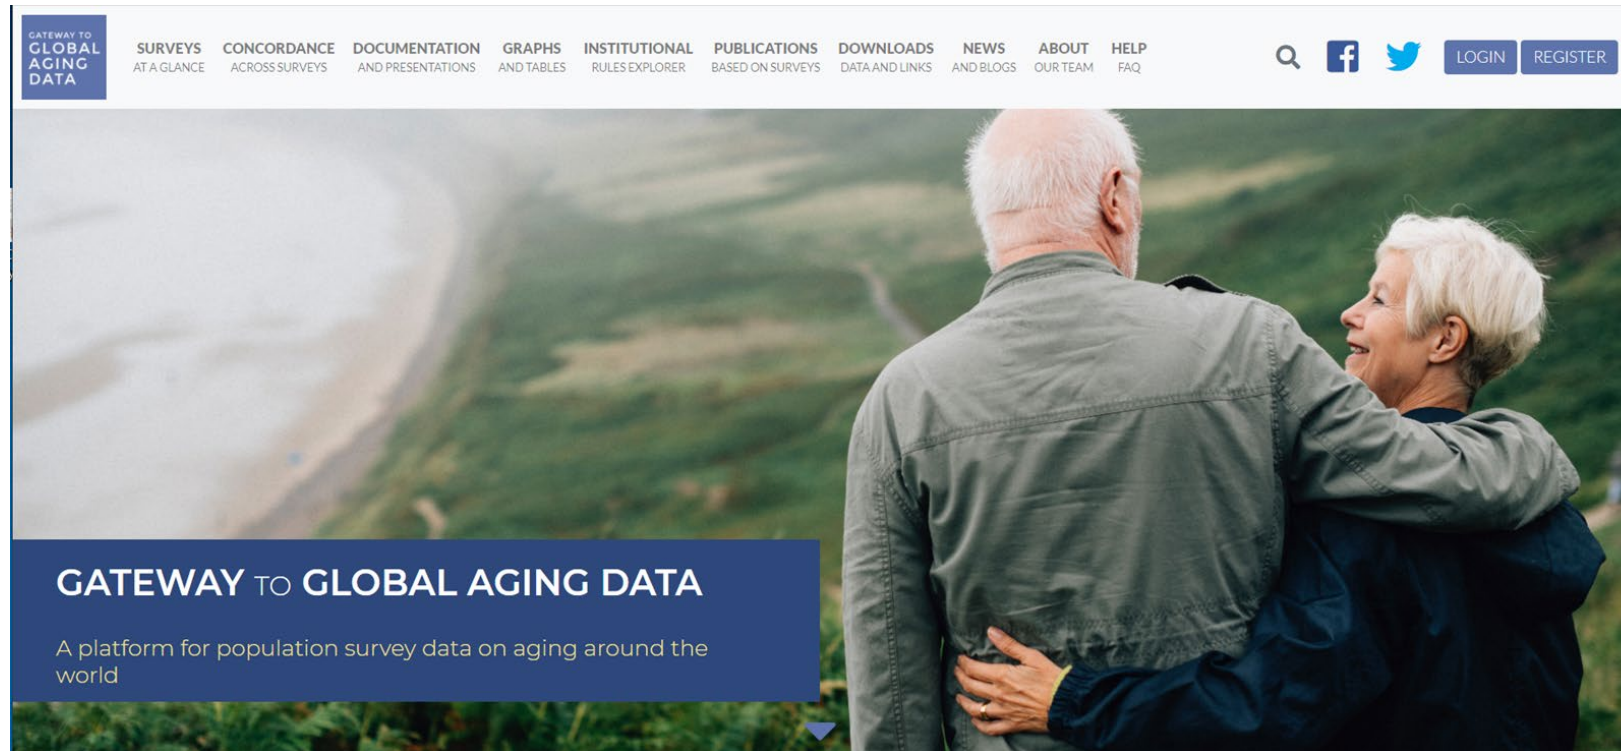 GATEWAY TO
GLOBAL
AGING
DATA
SURVEYS
AT A GLANCE
CONCORDANCE
ACROSS SURVEYS
DOCUMENTATION
AND PRESENTATIONS
GRAPHS
AND TABLES
INSTITUTIONAL
RULES EXPLORER
PUBLICATIONS
BASED ON SURVEYS
DOWNLOADS
DATA AND LINKS
NEWS
AND BLOGS
ABOUT
OUR TEAM
HELP
FAQ
LOGIN
REGISTER
GATEWAY TO GLOBAL AGING DATA
A platform for population survey data on aging around the
world